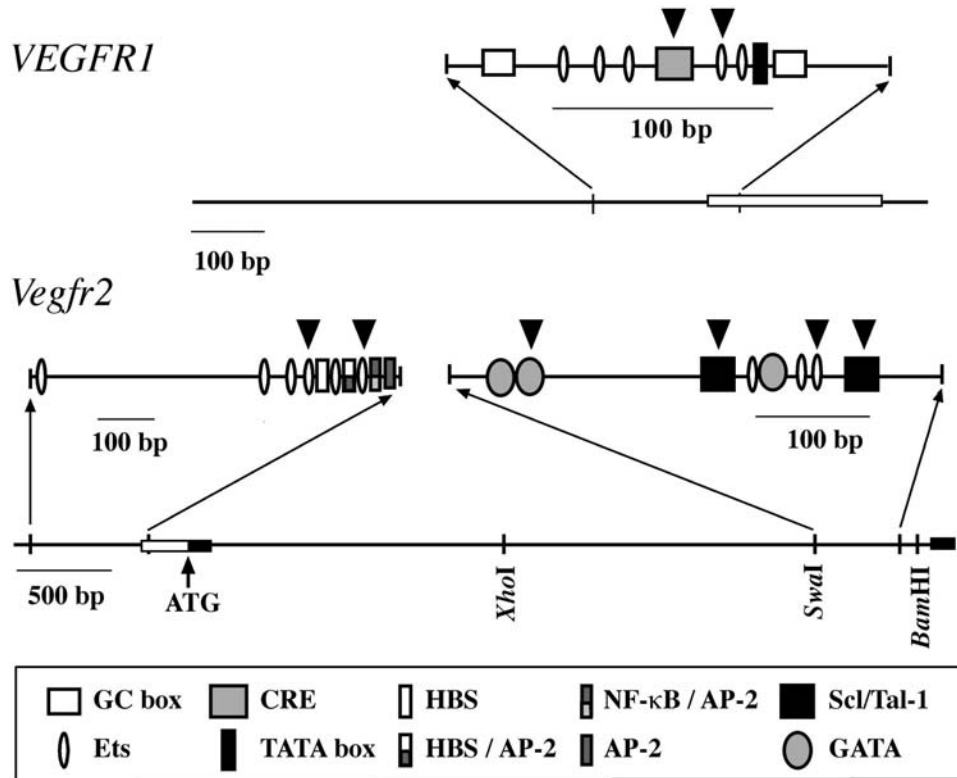 VEGFR1
100 bp
100 bp
Vegfr2
100 bp
100 bp
500 bp
ATG
XhoI
SwaI
BamHI
GC box CRE HBS NF-κB / AP-2 Scl/Tal-1
Ets TATA box HBS / AP-2 AP-2 GATA